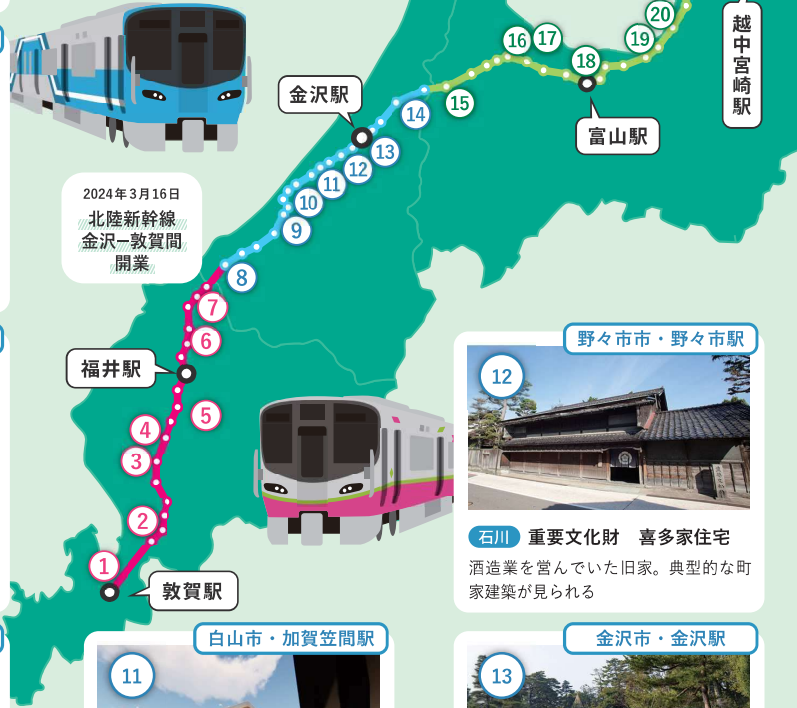 20
越中宮崎駅
16
17
19
18
金沢駅
15
14
富山駅
13
12
2024年3月16日
北陸新幹線
金沢ー敦賀間
開業
11
10
9
8
7
6
福井駅
5
4
3
2
1
敦賀駅
野々市市・野々市駅
12
石川 重要文化財 喜多家住宅
酒造業を営んでいた旧家。典型的な町
家建築が見られる
白山市・加賀笠間駅
11
金沢市・金沢駅
13